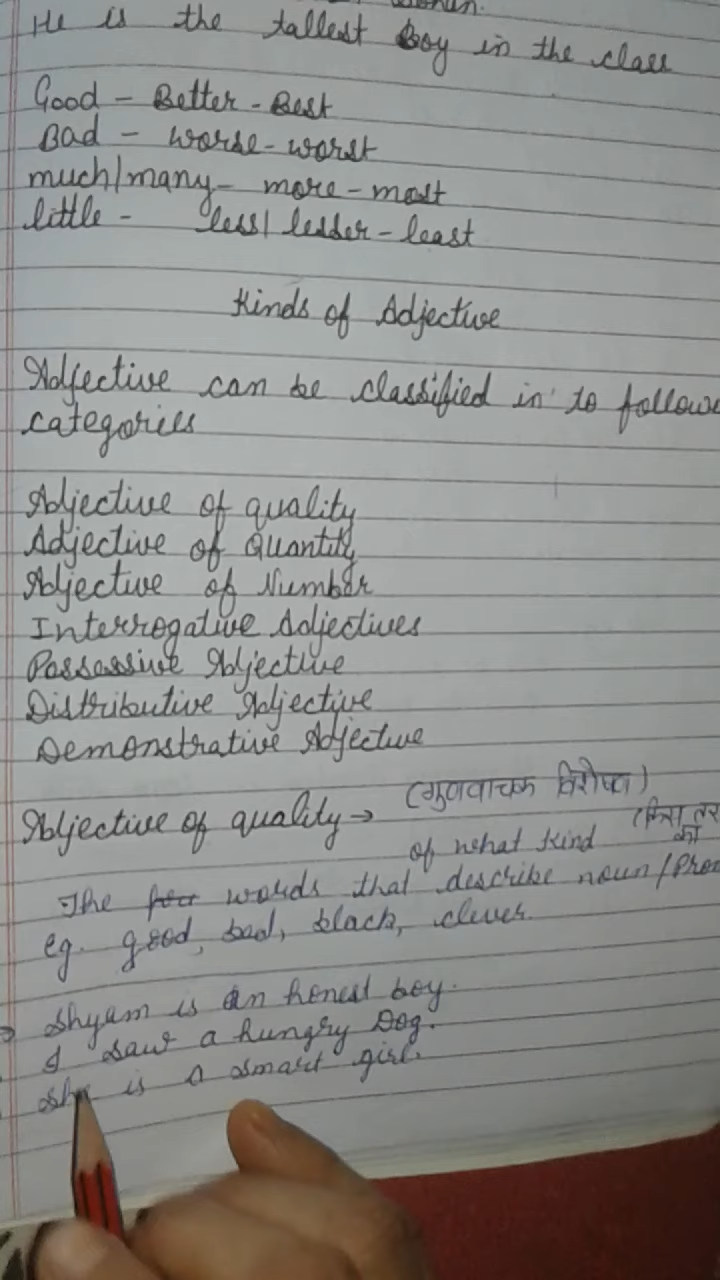 He is the tallest boy in the class
Good - Better - Best
Bad - worse - worst
much/many - more - most
little - less/ lesser - least
Kinds of Adjective
Adjective can be classified in to follow
categories
Adjective of quality
Adjective of Quantity
Adjective of Number
Interrogative Adjectives
Possassive Adjective
Distributive Adjective
Demonstrative Adjective
Adjective of quality → (गुणवाचक विशेषण)
of what kind
का
The words that describe noun/Pron
eg. good, bad, black, clever.
Shyam is an honest boy.
I saw a hungry Dog.
She is a smart girl.